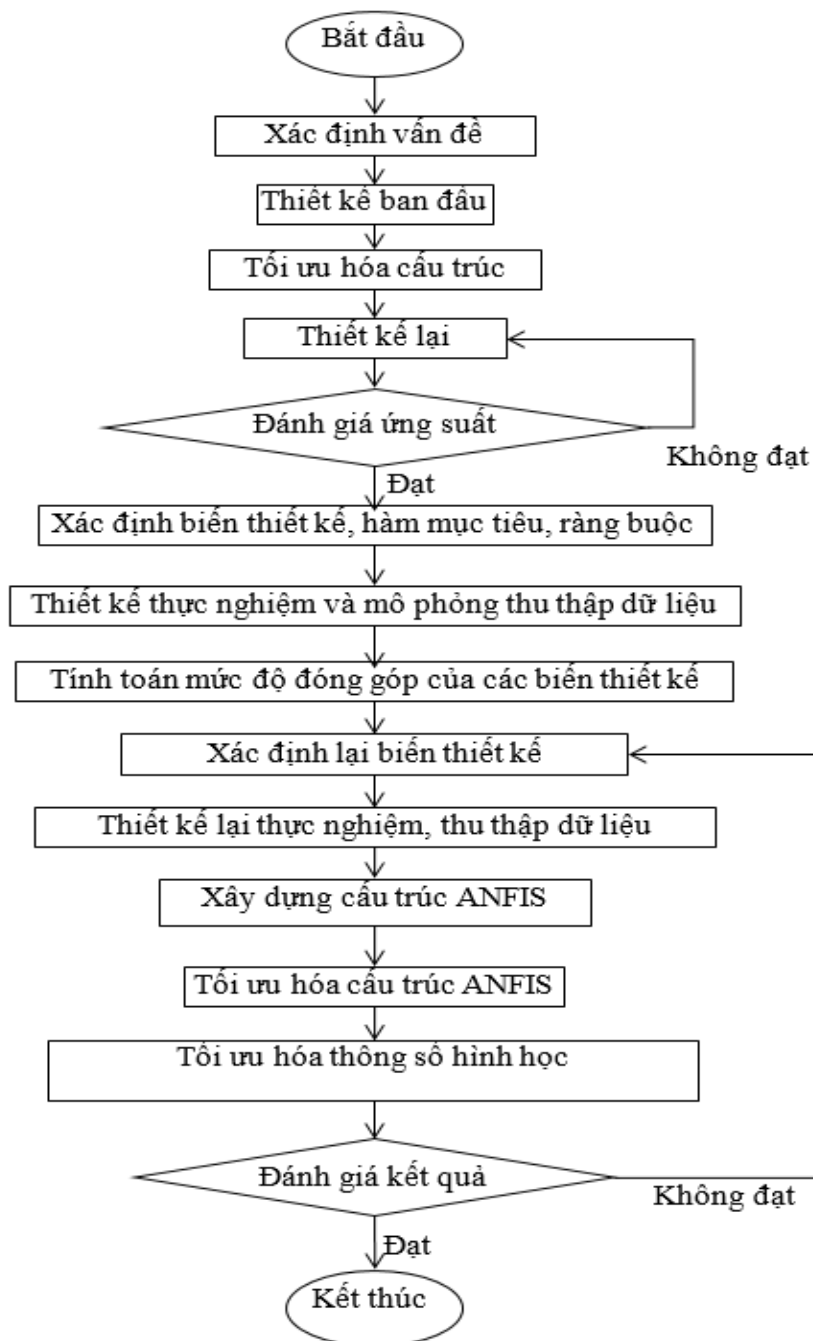 Bắt đầu
Xác định vấn đề
Thiết kế ban đầu
Tối ưu hóa cấu trúc
Thiết kế lại
Đánh giá ứng suất
Không đạt
Đạt
Xác định biến thiết kế, hàm mục tiêu, ràng buộc
Thiết kế thực nghiệm và mô phỏng thu thập dữ liệu
Tính toán mức độ đóng góp của các biến thiết kế
Xác định lại biến thiết kế
Thiết kế lại thực nghiệm, thu thập dữ liệu
Xây dựng cấu trúc ANFIS
Tối ưu hóa cấu trúc ANFIS
Tối ưu hóa thông số hình học
Đánh giá kết quả
Không đạt
Đạt
Kết thúc